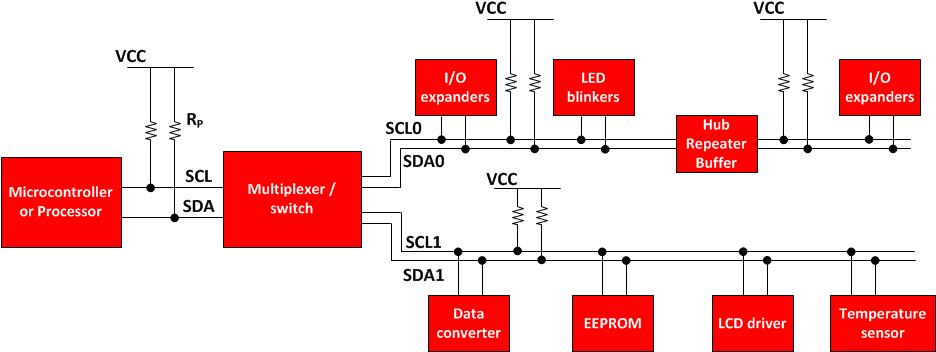 VCC
VCC
VCC
I/O
expanders
LED
blinkers
I/O
expanders
R_P
SCL0
SDA0
Hub
Repeater
Buffer
Microcontroller
or Processor
SCL
SDA
Multiplexer /
switch
VCC
SCL1
SDA1
Data
converter
EEPROM
LCD driver
Temperature
sensor